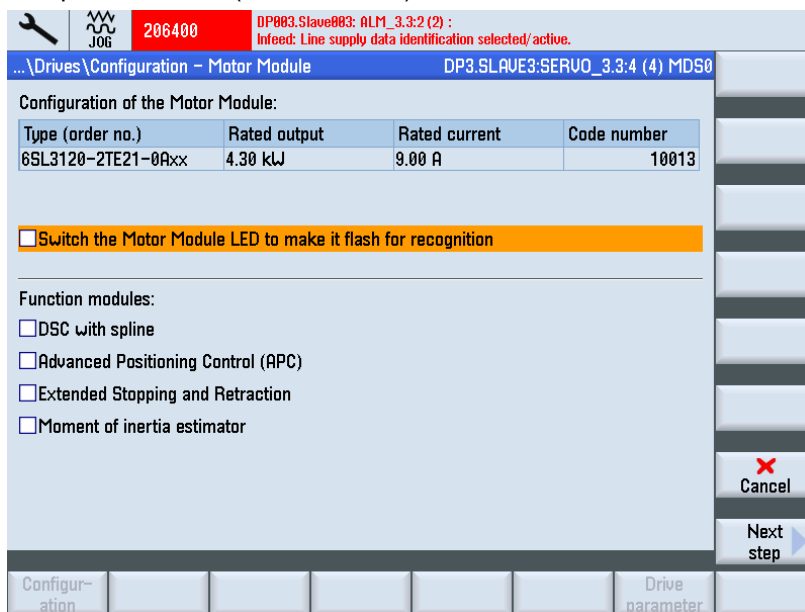 JOG
206400
DP003.Slave003: ALM_3.3:2 (2) :
Infeed: Line supply data identification selected/active.
...\Drives\Configuration – Motor Module DP3.SLAVE3:SERVO_3.3:4 (4) MDS0
Configuration of the Motor Module:
Type (order no.) Rated output Rated current Code number
6SL3120-2TE21-0Axx 4.30 kW 9.00 A 10013
Switch the Motor Module LED to make it flash for recognition
Function modules:
DSC with spline
Advanced Positioning Control (APC)
Extended Stopping and Retraction
Moment of inertia estimator
Cancel
Next
step
Configur-
ation
Drive
parameter